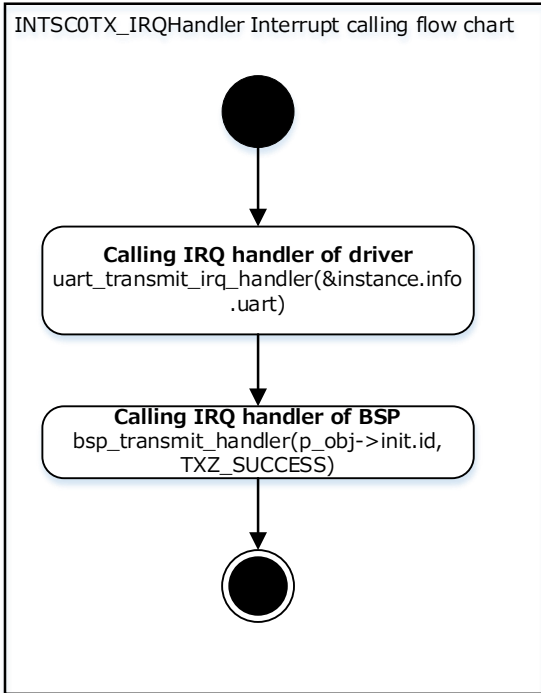 INTSC0TX_IRQHandler Interrupt calling flow chart
Calling IRQ handler of driver
uart_transmit_irq_handler(&instance.info
.uart)
Calling IRQ handler of BSP
bsp_transmit_handler(p_obj->init.id,
TXZ_SUCCESS)